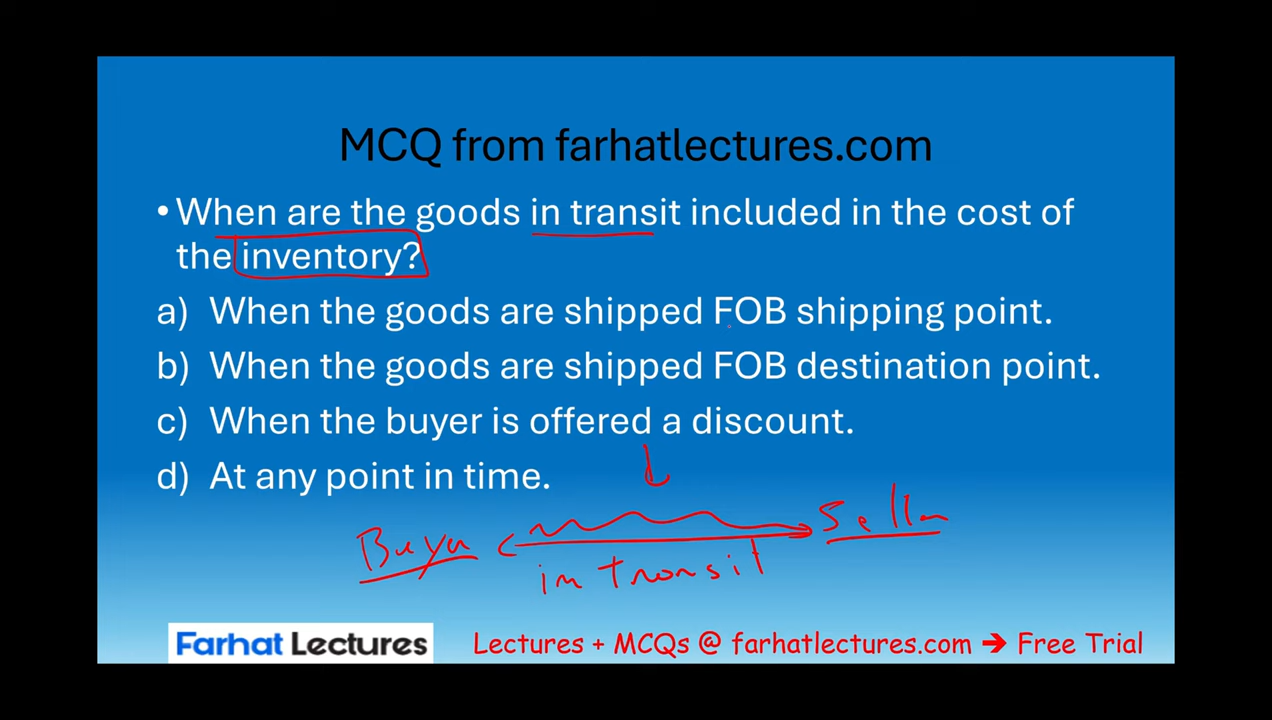 MCQ from farhatlectures.com
• When are the goods in transit included in the cost of
the inventory?
a) When the goods are shipped FOB shipping point.
b) When the goods are shipped FOB destination point.
c) When the buyer is offered a discount.
d) At any point in time.
Buyer Seller
in transit
Farhat Lectures Lectures + MCQs @ farhatlectures.com → Free Trial